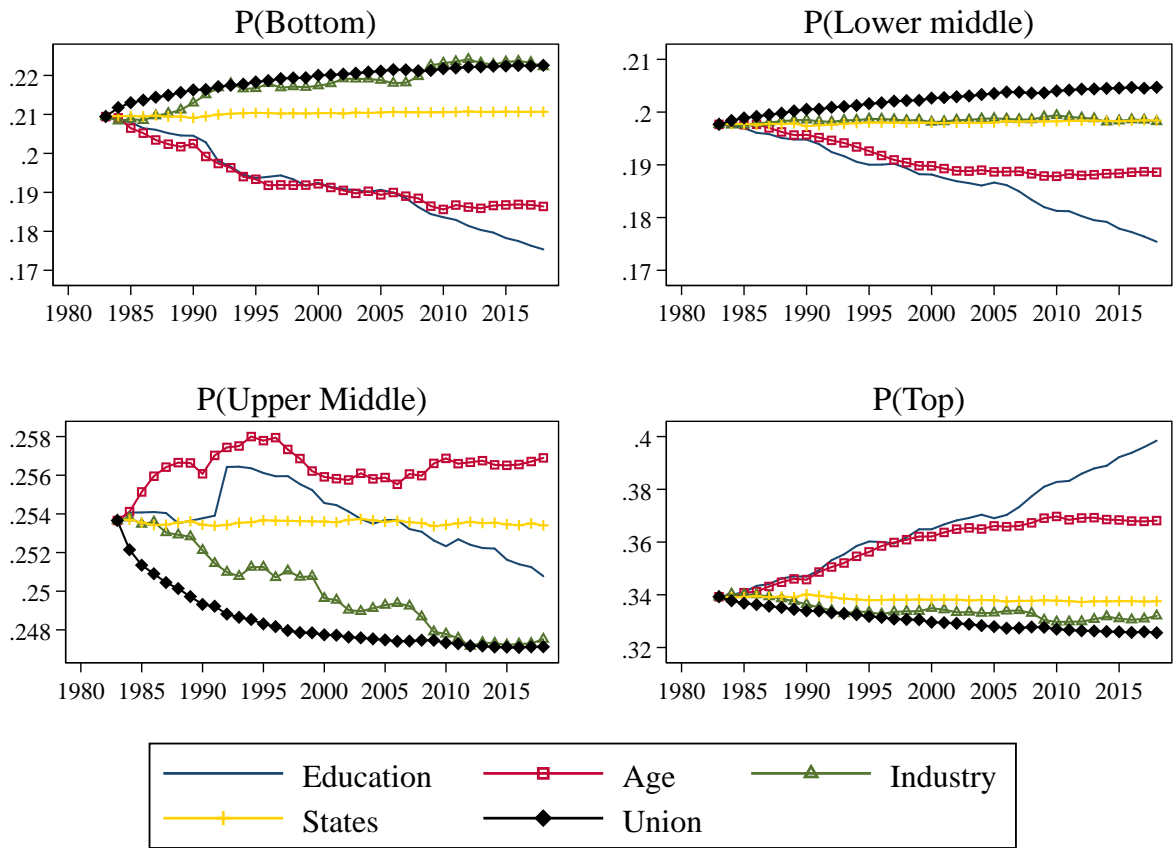 P(Bottom)
.22
.21
.2
.19
.18
.17
1980 1985 1990 1995 2000 2005 2010 2015
P(Lower middle)
.21
.2
.19
.18
.17
1980 1985 1990 1995 2000 2005 2010 2015
P(Upper Middle)
.258
.256
.254
.252
.25
.248
1980 1985 1990 1995 2000 2005 2010 2015
P(Top)
.4
.38
.36
.34
.32
1980 1985 1990 1995 2000 2005 2010 2015
Education Age Industry
States Union